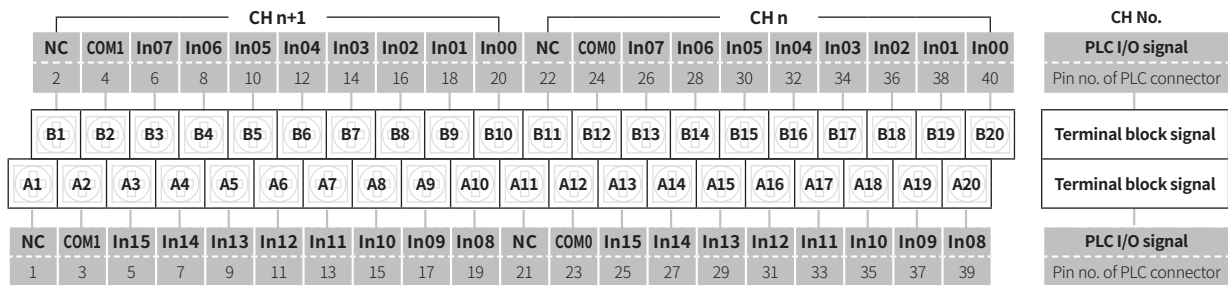 CH n+1 CH n CH No.
NC COM1 In07 In06 In05 In04 In03 In02 In01 In00 NC COM0 In07 In06 In05 In04 In03 In02 In01 In00 PLC I/O signal
2 4 6 8 10 12 14 16 18 20 22 24 26 28 30 32 34 36 38 40 Pin no. of PLC connector
B1 B2 B3 B4 B5 B6 B7 B8 B9 B10 B11 B12 B13 B14 B15 B16 B17 B18 B19 B20 Terminal block signal
A1 A2 A3 A4 A5 A6 A7 A8 A9 A10 A11 A12 A13 A14 A15 A16 A17 A18 A19 A20 Terminal block signal
NC COM1 In15 In14 In13 In12 In11 In10 In09 In08 NC COM0 In15 In14 In13 In12 In11 In10 In09 In08 PLC I/O signal
1 3 5 7 9 11 13 15 17 19 21 23 25 27 29 31 33 35 37 39 Pin no. of PLC connector